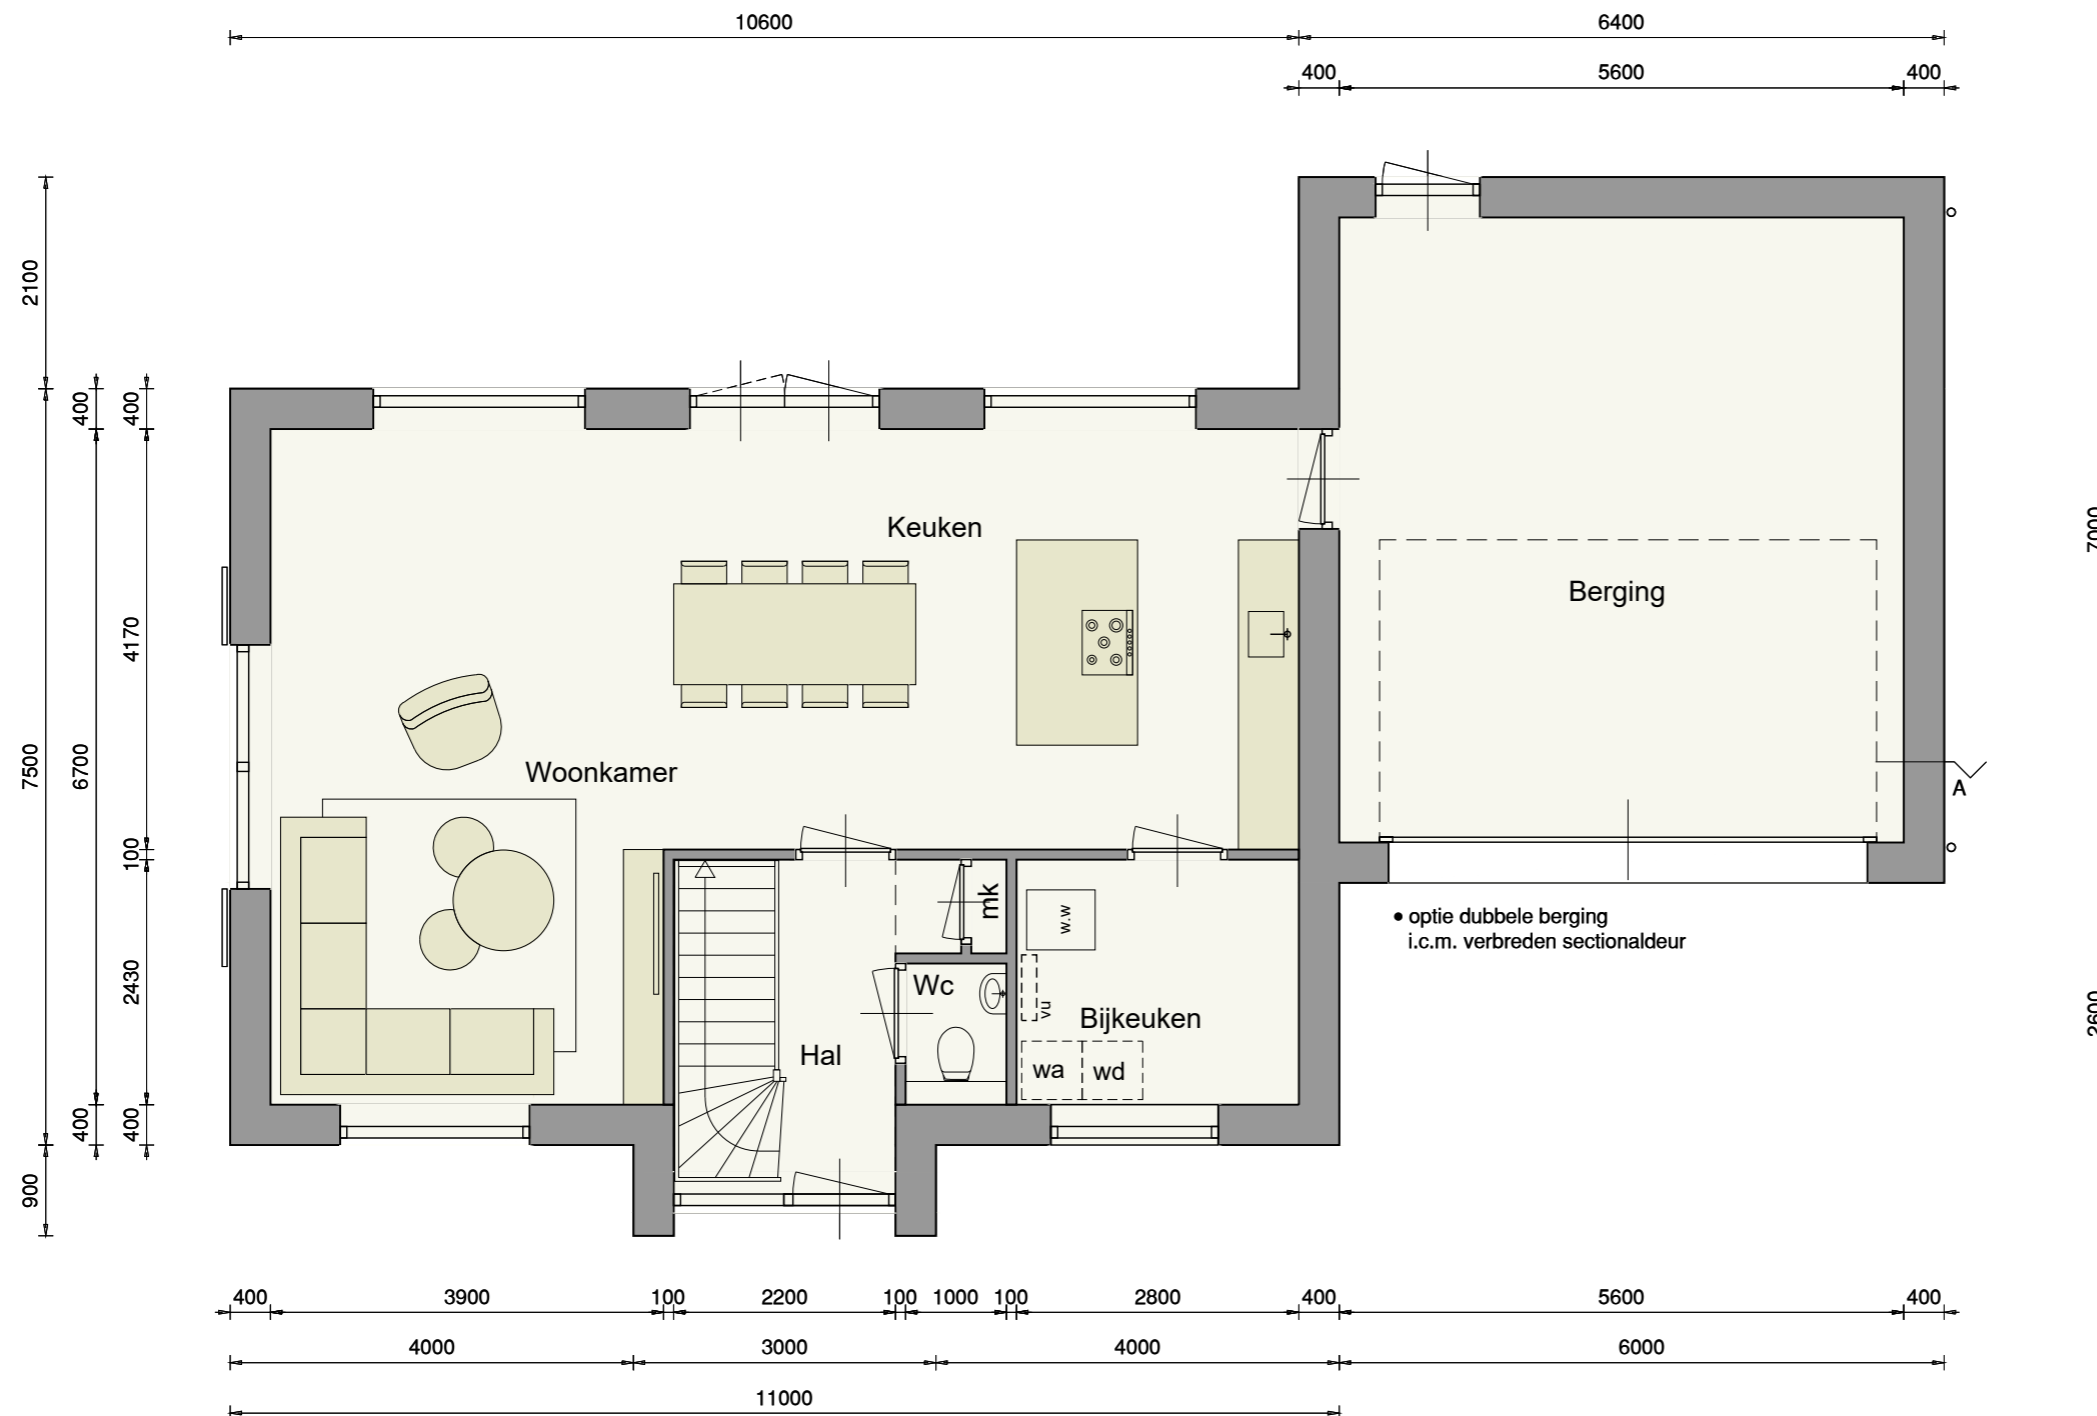 10600
6400
400
5600
400
2100
400
400
7000
Keuken
Berging
4170
7500
6700
Woonkamer
A
100
mk
w.w
• optie dubbele berging
i.c.m. verbreden sectionaldeur
2430
Wc
vu
Bijkeuken
2600
Hal
wa
wd
400
400
900
400
3900
100
2200
100
1000
100
2800
400
5600
400
4000
3000
4000
6000
11000